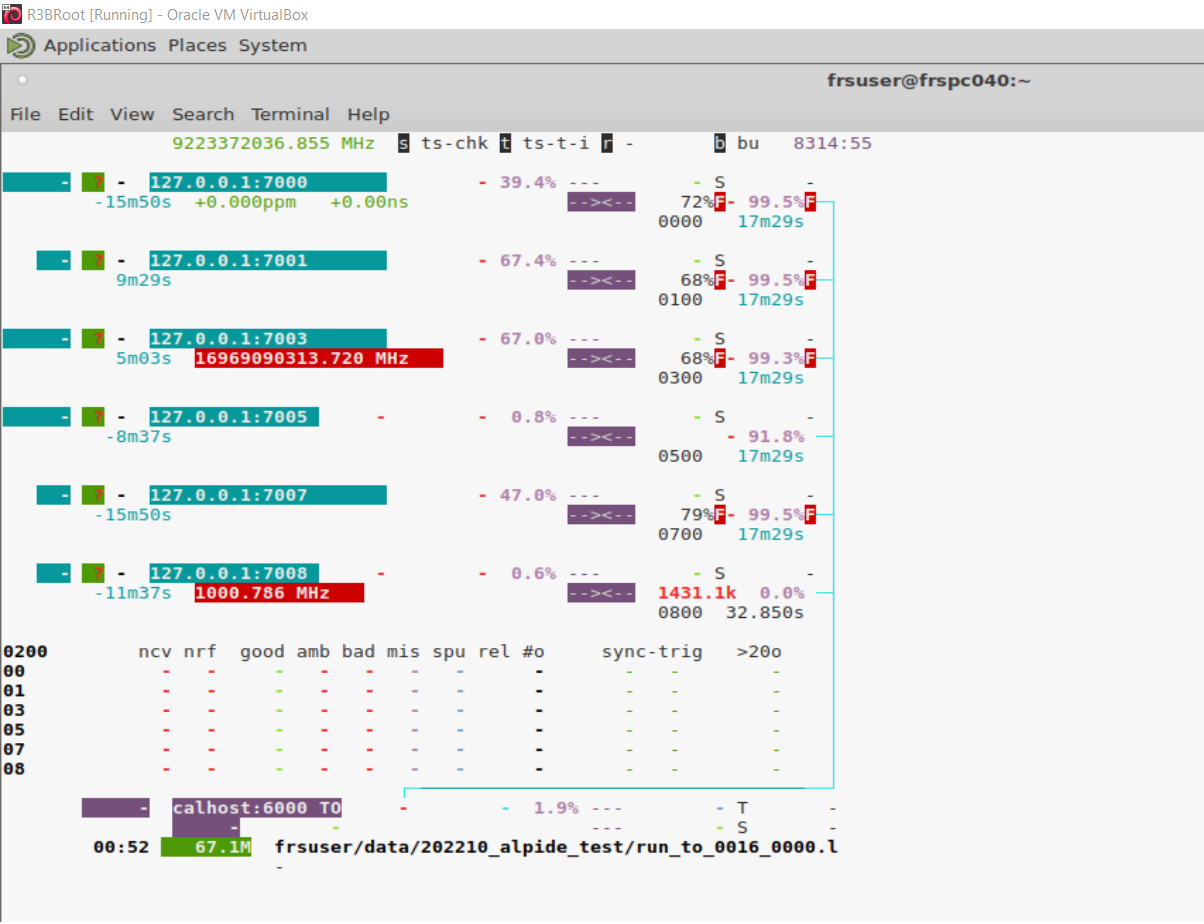 R3BRoot [Running] - Oracle VM VirtualBox
Applications Places System
frsuser@frspc040:~
File Edit View Search Terminal Help
9223372036.855 MHz s ts-chk t ts-t-i r - b bu 8314:55
- ? - 127.0.0.1:7000 - 39.4% --- - S -
-15m50s +0.000ppm +0.00ns --><-- 72%F- 99.5%F
0000 17m29s
- ? - 127.0.0.1:7001 - 67.4% --- - S -
9m29s --><-- 68%F- 99.5%F
0100 17m29s
- ? - 127.0.0.1:7003 - 67.0% --- - S -
5m03s 16969090313.720 MHz --><-- 68%F- 99.3%F
0300 17m29s
- ? - 127.0.0.1:7005 - - 0.8% --- - S -
-8m37s --><-- - 91.8%
0500 17m29s
- ? - 127.0.0.1:7007 - 47.0% --- - S -
-15m50s --><-- 79%F- 99.5%F
0700 17m29s
- ? - 127.0.0.1:7008 - - 0.6% --- - S -
-11m37s 1000.786 MHz --><-- 1431.1k 0.0%
0800 32.850s
0200 ncv nrf good amb bad mis spu rel #o sync-trig >20o
00 - - - - - - - - - - -
01 - - - - - - - - - - -
03 - - - - - - - - - - -
05 - - - - - - - - - - -
07 - - - - - - - - - - -
08 - - - - - - - - - - -
- calhost:6000 TO - - 1.9% --- - T -
- - --- - S -
00:52 67.1M frsuser/data/202210_alpide_test/run_to_0016_0000.l
-